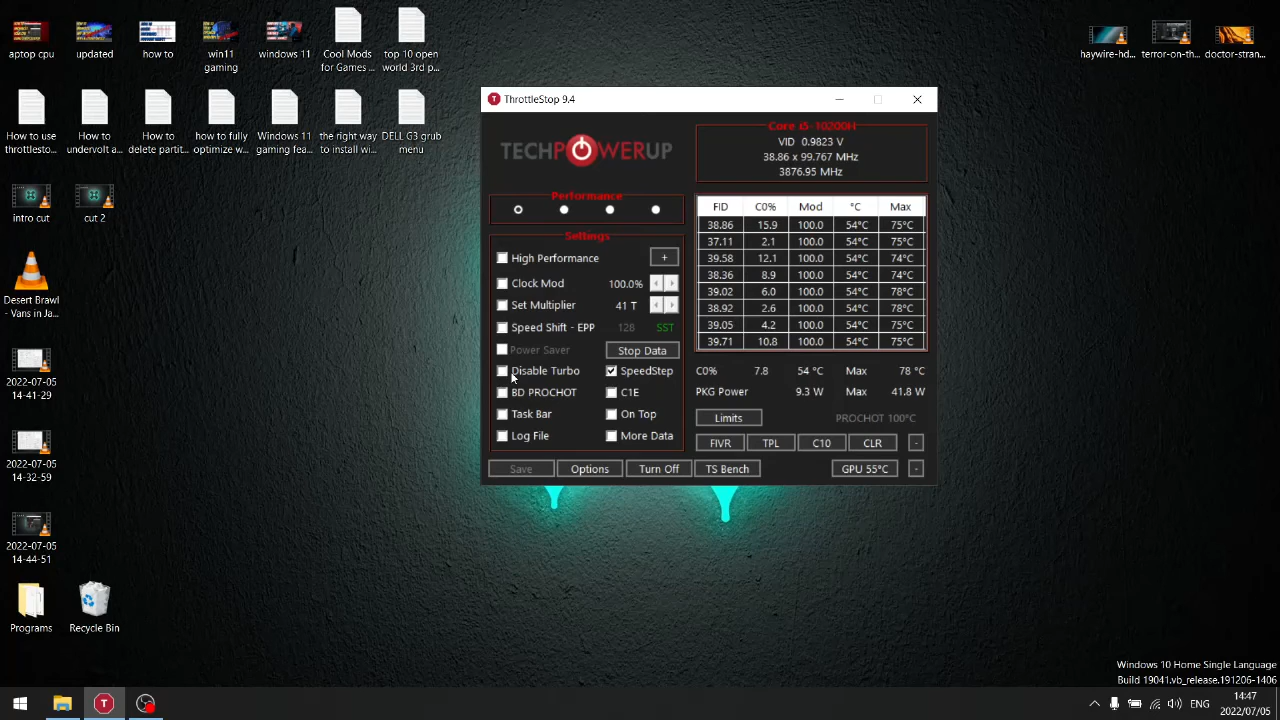 aptop cpu
updated
how to
win11
gaming
windows 11
Cool Mods
for Games ...
top 10 open
world 3rd p...
haywire-hd...
terror-on-th...
doctor-stran...
How to use
throttlesto...
How to
undervo...
How to
delete partit...
how to fully
optimize w...
Windows 11
gaming fea...
the right way
to install wi...
DELL G3 grub
menu
intro cut
cut 2
Desert Brawl
- Yasuo in Ja...
2022-07-05
14-41-29
2022-07-05
14-32-59
2022-07-05
14-44-51
Programs
Recycle Bin
TECHPOWERUP
Core i5-10200H
VID 0.9823 V
38.86 x 99.767 MHz
3876.95 MHz
Performance
Settings
High Performance
+
Clock Mod 100.0%
Set Multiplier 41 T
Speed Shift - EPP 128 SST
Power Saver Stop Data
Disable Turbo SpeedStep
BD PROCHOT C1E
Task Bar On Top
Log File More Data
Save Options Turn Off TS Bench
FID C0% Mod °C Max
38.86 15.9 100.0 54°C 75°C
37.11 2.1 100.0 54°C 75°C
39.58 12.1 100.0 54°C 74°C
38.36 8.9 100.0 54°C 74°C
39.02 6.0 100.0 54°C 78°C
38.92 2.6 100.0 54°C 78°C
39.05 4.2 100.0 54°C 75°C
39.71 10.8 100.0 54°C 75°C
C0% 7.8 54 °C Max 78 °C
PKG Power 9.3 W Max 41.8 W
Limits PROCHOT 100°C
FIVR TPL C10 CLR -
GPU 55°C -
Windows 10 Home Single Language
Build 19041.vb_release.191206-1406
ENG
14:47
2022/07/05